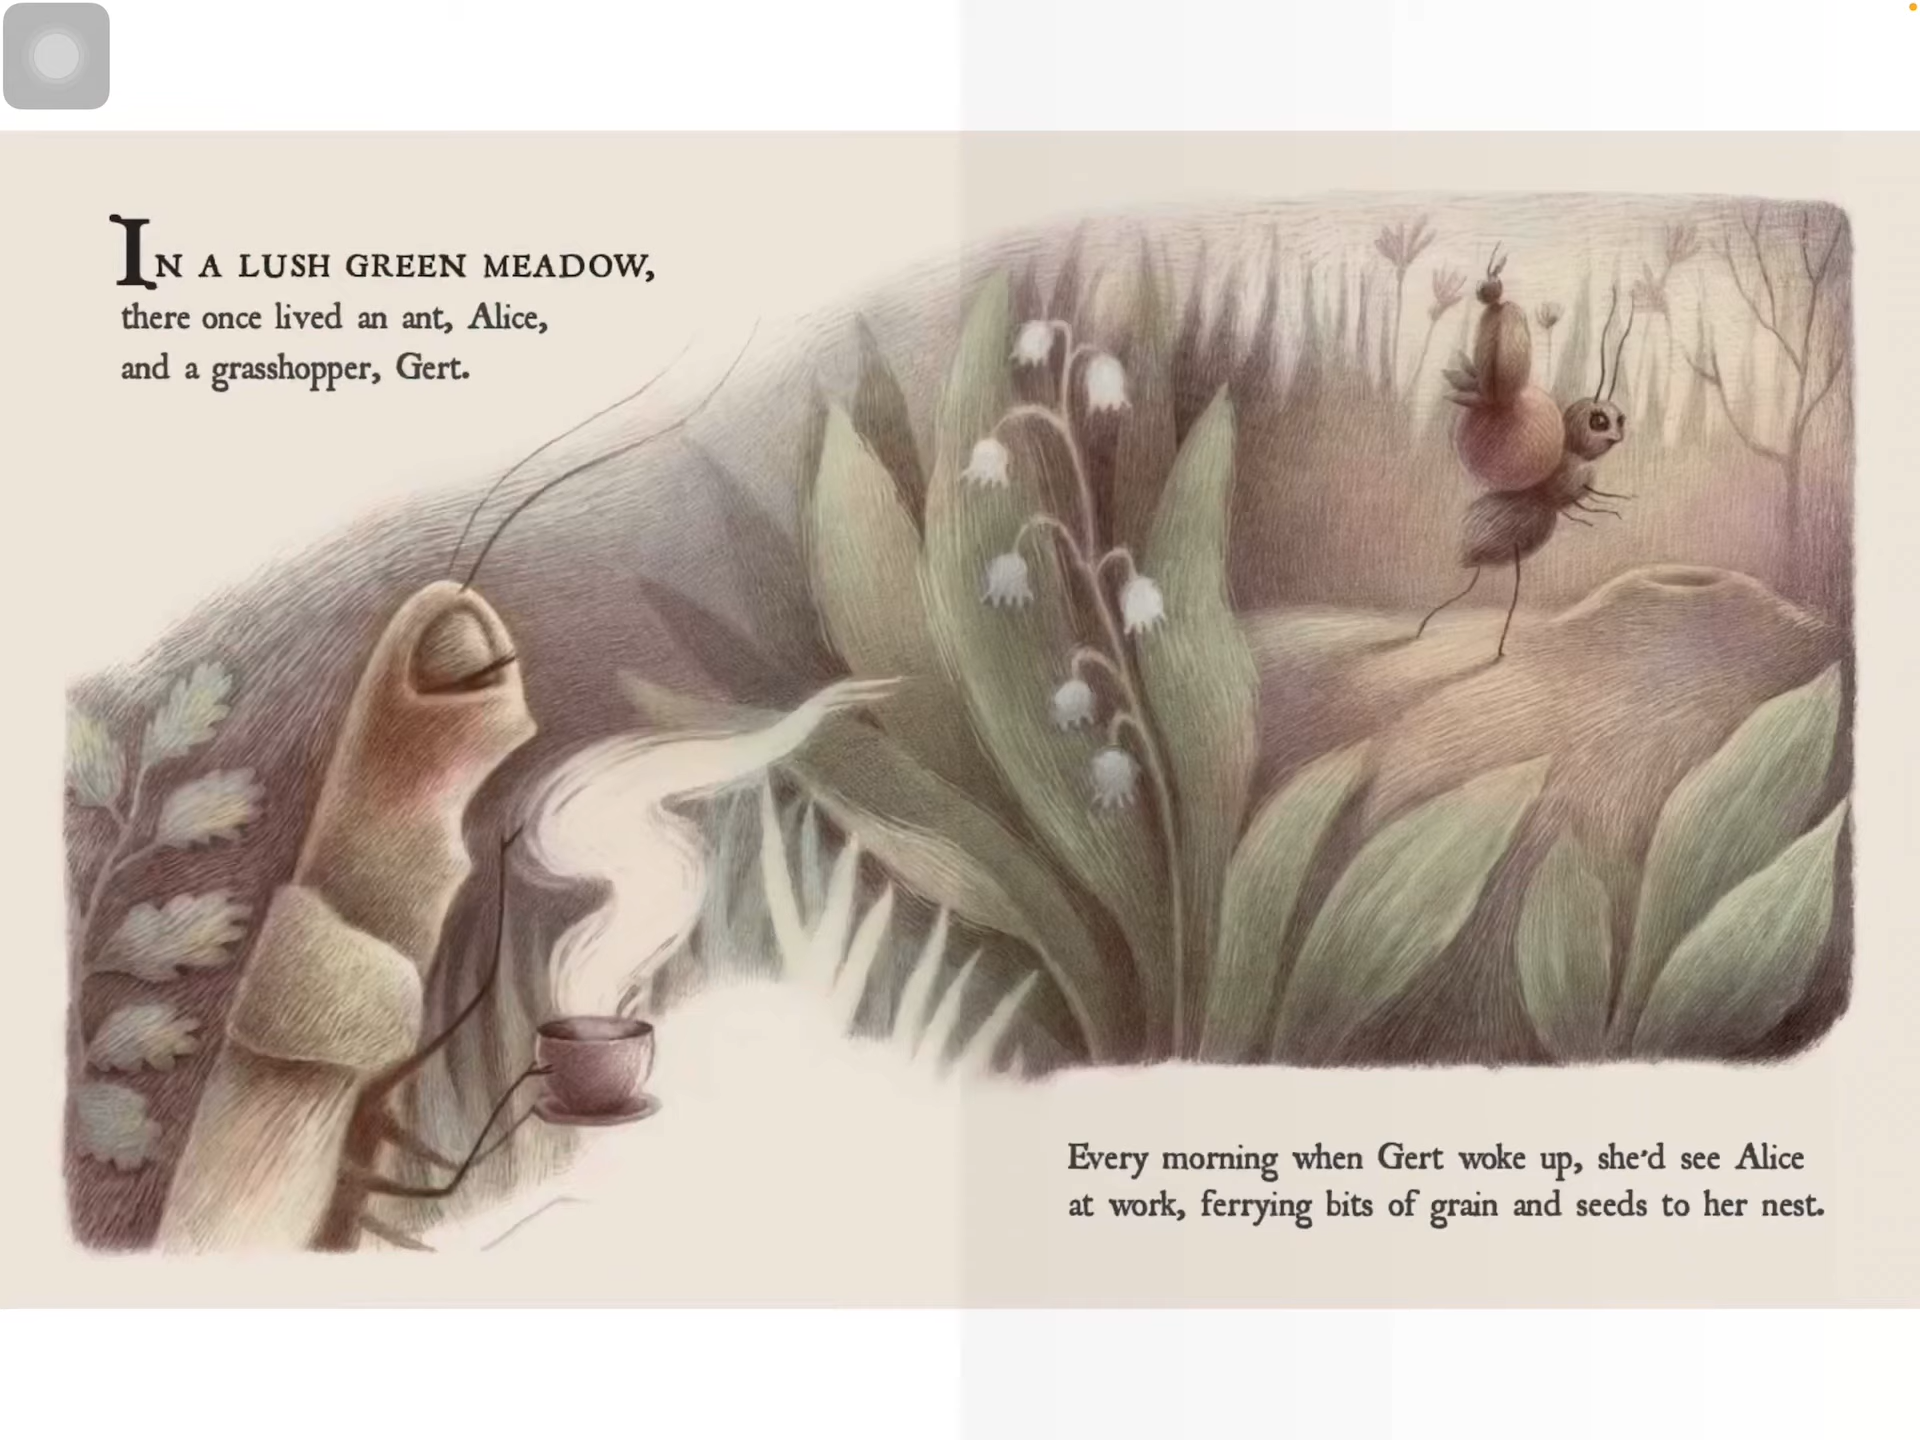 IN A LUSH GREEN MEADOW,
there once lived an ant, Alice,
and a grasshopper, Gert.
Every morning when Gert woke up, she'd see Alice
at work, ferrying bits of grain and seeds to her nest.